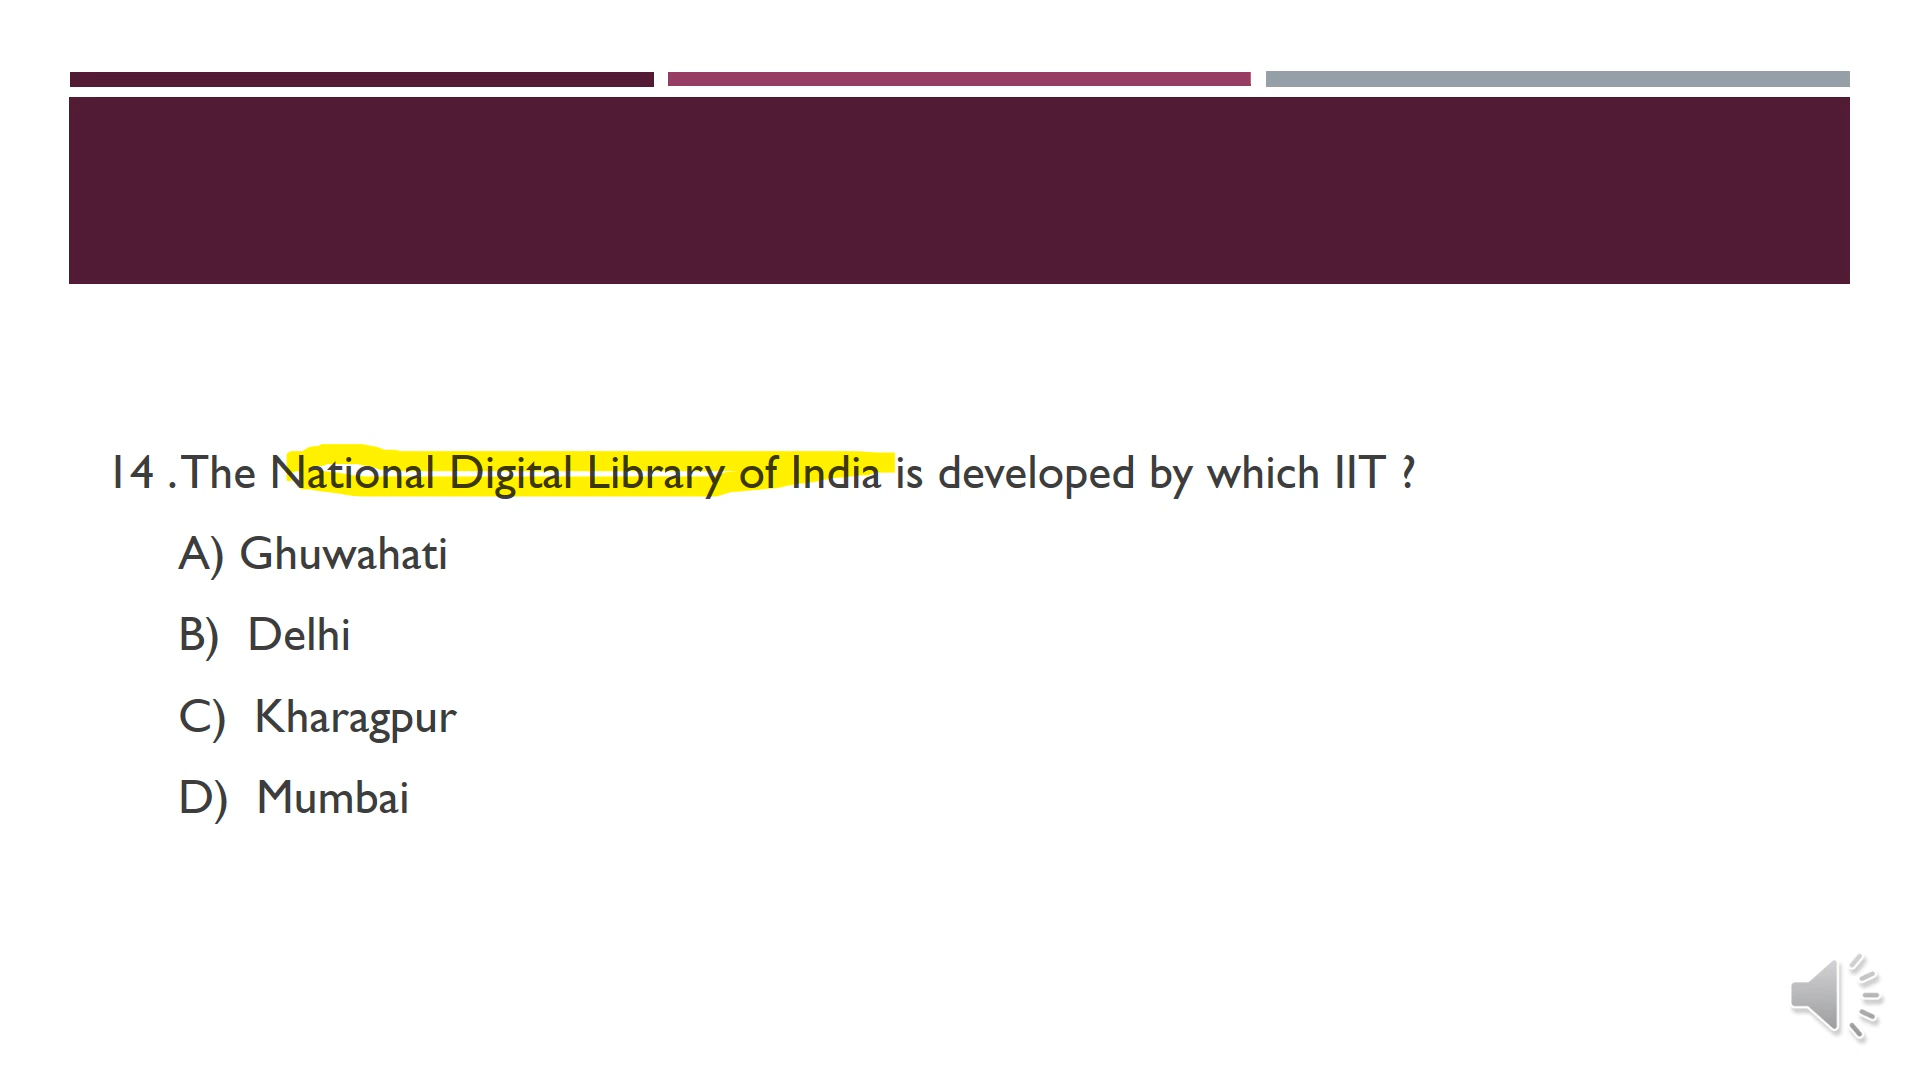 14 . The National Digital Library of India is developed by which IIT ?
A) Ghuwahati
B) Delhi
C) Kharagpur
D) Mumbai